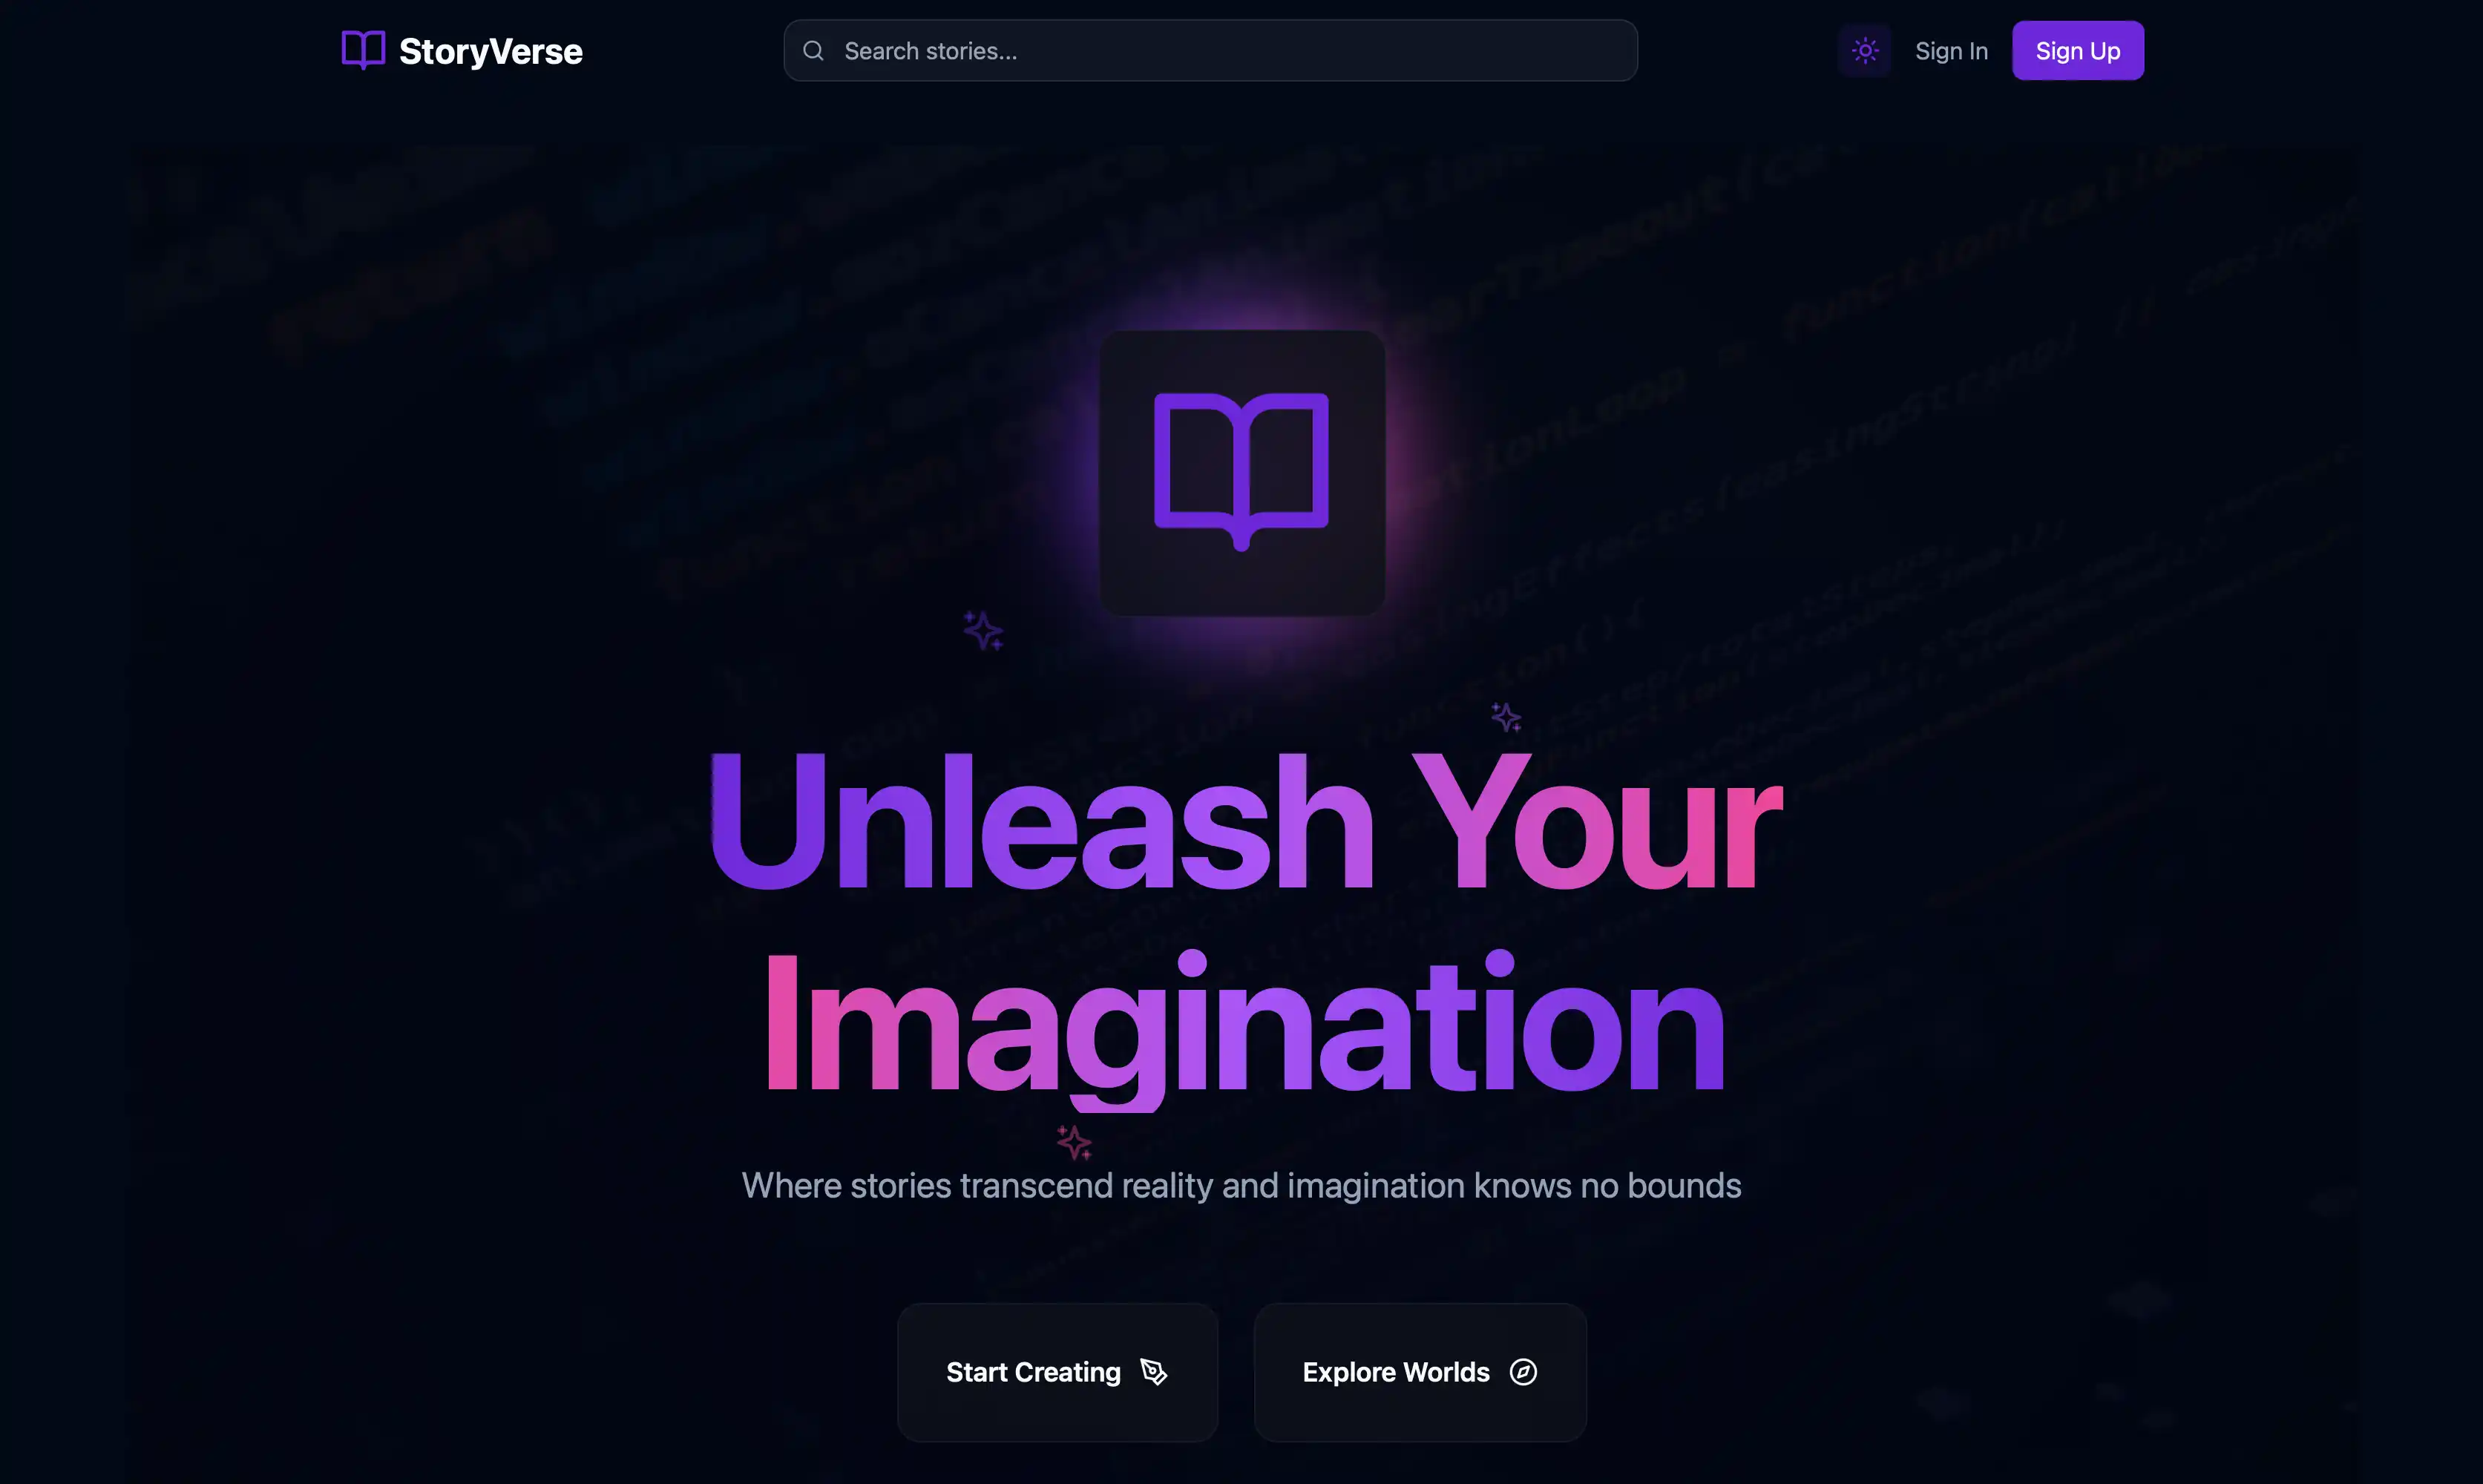 StoryVerse
Search stories...
Sign In
Sign Up
Unleash Your
Imagination
Where stories transcend reality and imagination knows no bounds
Start Creating
Explore Worlds